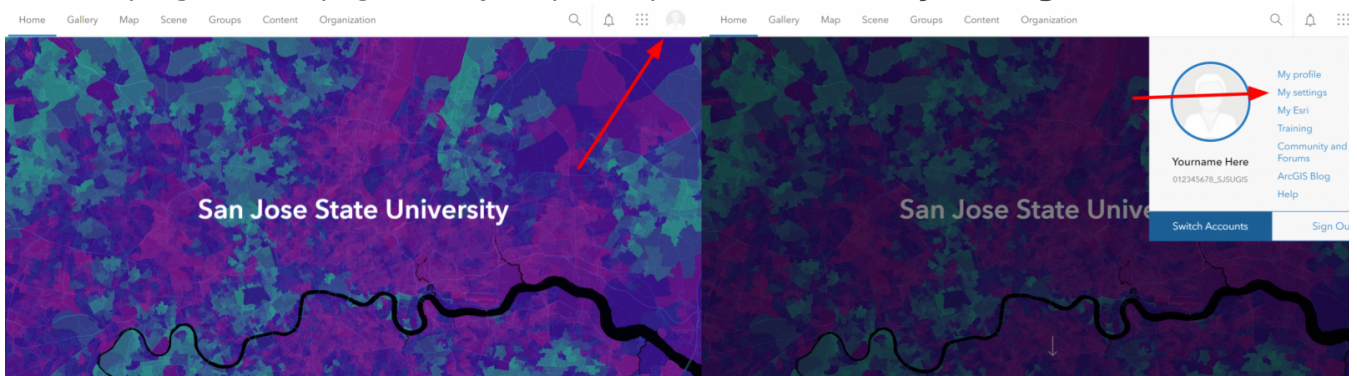 Home Gallery Map Scene Groups Content Organization
San Jose State University
Home Gallery Map Scene Groups Content Organization
San Jose State Unive
My profile
My settings
My Esri
Training
Community and
Forums
ArcGIS Blog
Help
Yourname Here
012345678_SJSUGIS
Switch Accounts
Sign Ou